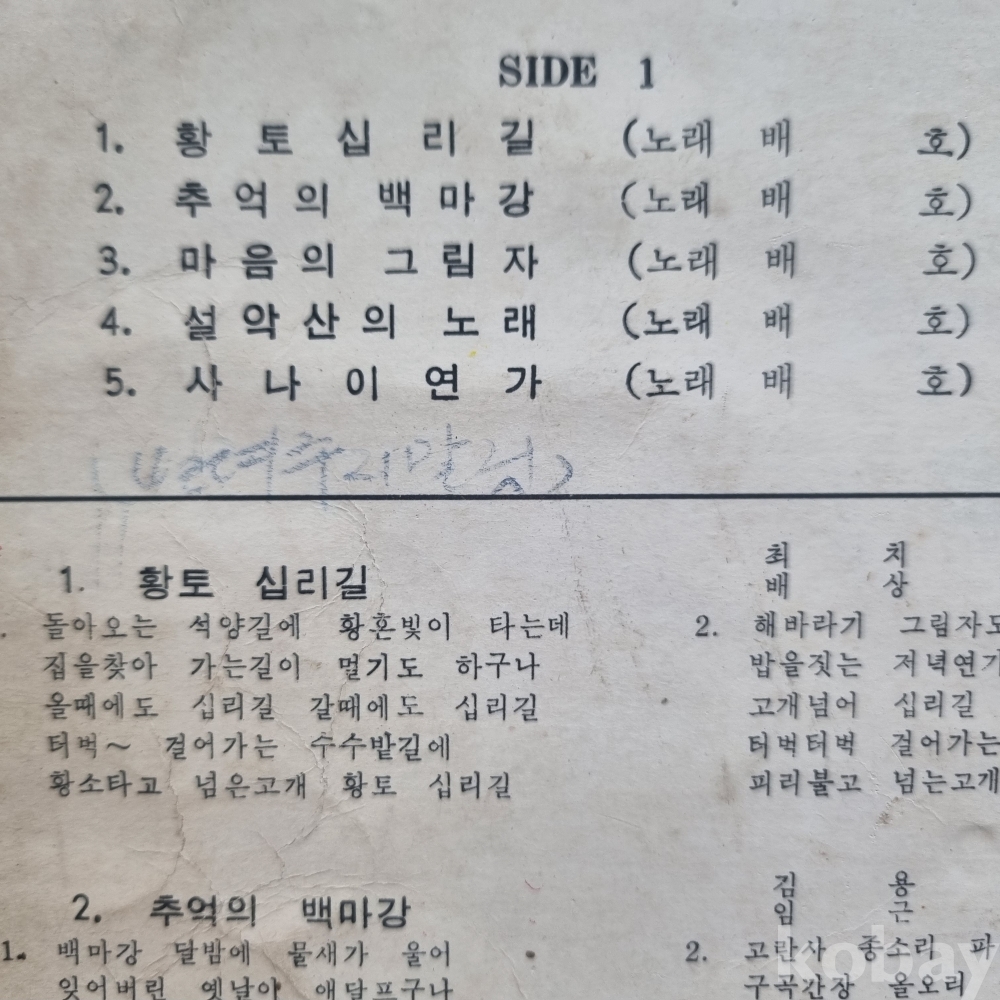 SIDE 1
1. 황토십리길 (노래 배 호)
2. 추억의 백마강 (노래 배 호)
3. 마음의 그림자 (노래 배 호)
4. 설악산의 노래 (노래 배 호)
5. 사나이연가 (노래 배 호)
1. 황토 십리길
최 치
배 상
돌아오는 석양길에 황혼빛이 타는데
집을찾아 가는길이 멀기도 하구나
올때에도 십리길 갈때에도 십리길
터벅~ 걸어가는 수수밭길에
황소타고 넘은고개 황토 십리길
2. 해바라기 그림자도
밥을짓는 저녁연기
고개넘어 십리길
터벅터벅 걸어가는
피리불고 넘는고개
2. 추억의 백마강
김 용
임 근
1. 백마강 달밤에 물새가 울어
잊어버린 옛날이 애달프구나
2. 고란사 종소리 파
구곡간장 올오리
kobay